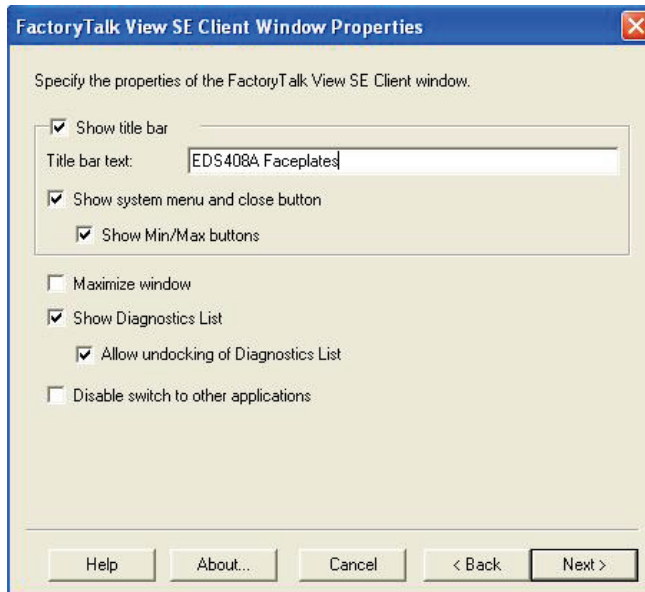 FactoryTalk View SE Client Window Properties
Specify the properties of the FactoryTalk View SE Client window.
Show title bar
Title bar text: EDS408A Faceplates
Show system menu and close button
Show Min/Max buttons
Maximize window
Show Diagnostics List
Allow undocking of Diagnostics List
Disable switch to other applications
Help About... Cancel < Back Next >